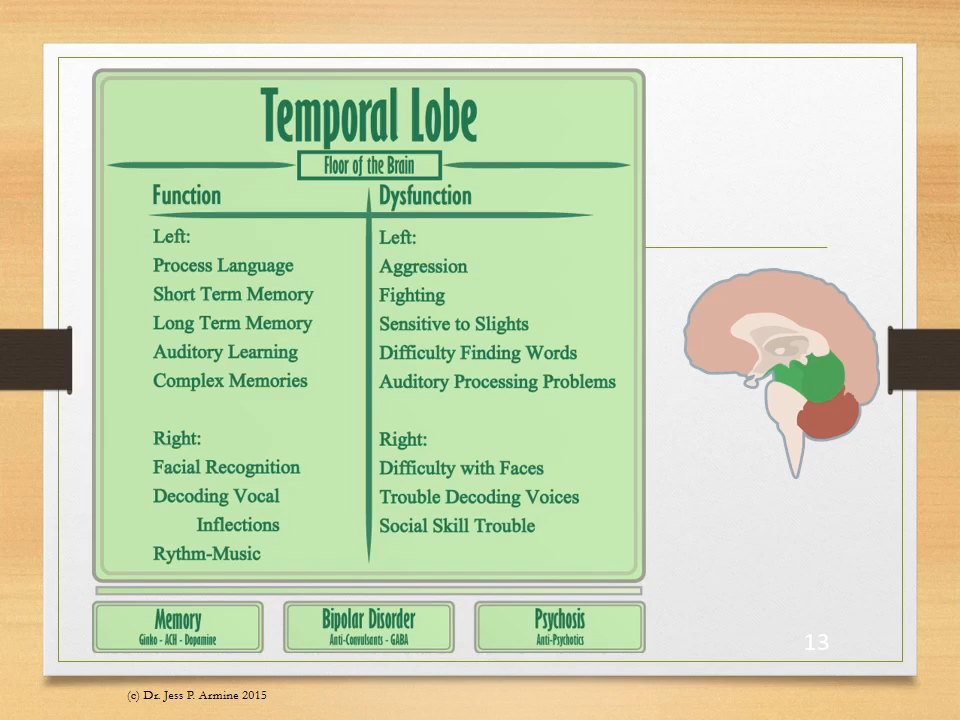 Temporal Lobe
Floor of the Brain
Function
Left:
Process Language
Short Term Memory
Long Term Memory
Auditory Learning
Complex Memories
Right:
Facial Recognition
Decoding Vocal
Inflections
Rythm-Music
Dysfunction
Left:
Aggression
Fighting
Sensitive to Slights
Difficulty Finding Words
Auditory Processing Problems
Right:
Difficulty with Faces
Trouble Decoding Voices
Social Skill Trouble
Memory
Ginko - ACH - Dopamine
Bipolar Disorder
Anti-Convulsants - GABA
Psychosis
Anti-Psychotics
13
(c) Dr. Jess P. Armine 2015